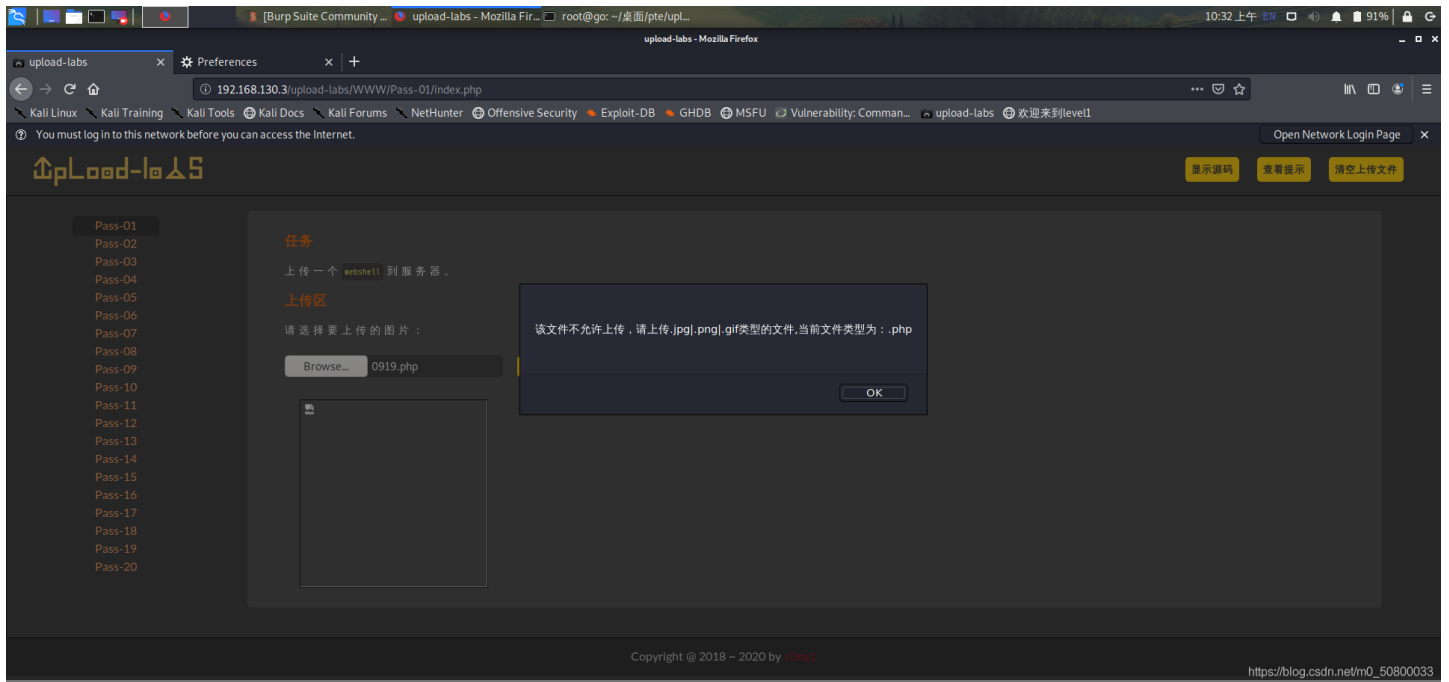 [Burp Suite Community ... upload-labs - Mozilla Fir... root@go: ~/桌面/pte/upl... 10:32 上午 EN 91%
upload-labs - Mozilla Firefox
upload-labs Preferences
192.168.130.3/upload-labs/WWW/Pass-01/index.php
Kali Linux Kali Training Kali Tools Kali Docs Kali Forums NetHunter Offensive Security Exploit-DB GHDB MSFU Vulnerability: Comman... upload-labs 欢迎来到level1
You must log in to this network before you can access the Internet. Open Network Login Page
UpLoad-labS 显示源码 查看提示 清空上传文件
Pass-01
Pass-02
Pass-03
Pass-04
Pass-05
Pass-06
Pass-07
Pass-08
Pass-09
Pass-10
Pass-11
Pass-12
Pass-13
Pass-14
Pass-15
Pass-16
Pass-17
Pass-18
Pass-19
Pass-20
任务
上传一个 webshell 到服务器。
上传区
请选择要上传的图片：
Browse... 0919.php
该文件不允许上传，请上传.jpg|.png|.gif类型的文件,当前文件类型为：.php
OK
Copyright @ 2018 ~ 2020 by c0ny1
https://blog.csdn.net/m0_50800033